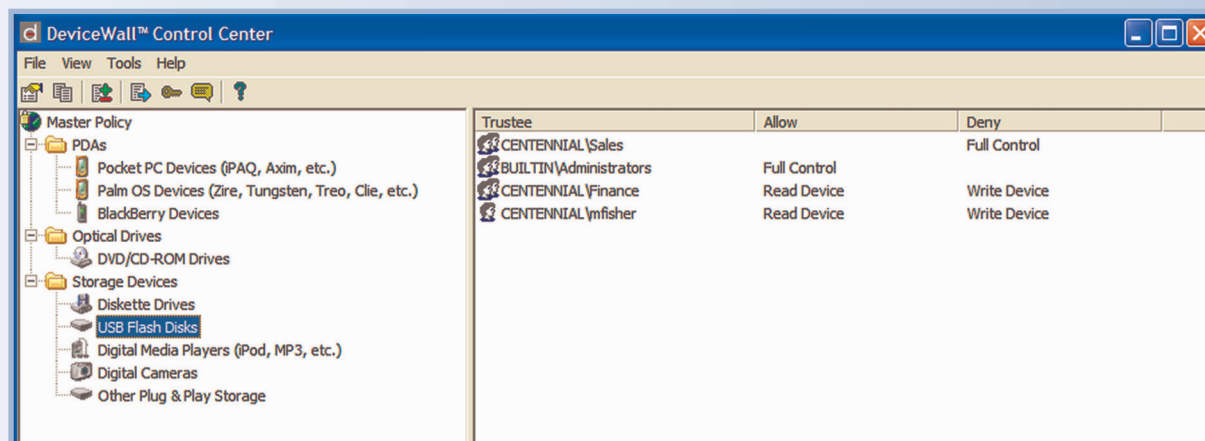 DeviceWall™ Control Center
File View Tools Help
Master Policy
PDAs
Pocket PC Devices (iPAQ, Axim, etc.)
Palm OS Devices (Zire, Tungsten, Treo, Clie, etc.)
BlackBerry Devices
Optical Drives
DVD/CD-ROM Drives
Storage Devices
Diskette Drives
USB Flash Disks
Digital Media Players (iPod, MP3, etc.)
Digital Cameras
Other Plug & Play Storage
Trustee Allow Deny
CENTENNIAL\Sales Full Control
BUILTIN\Administrators Full Control
CENTENNIAL\Finance Read Device Write Device
CENTENNIAL\mfisher Read Device Write Device